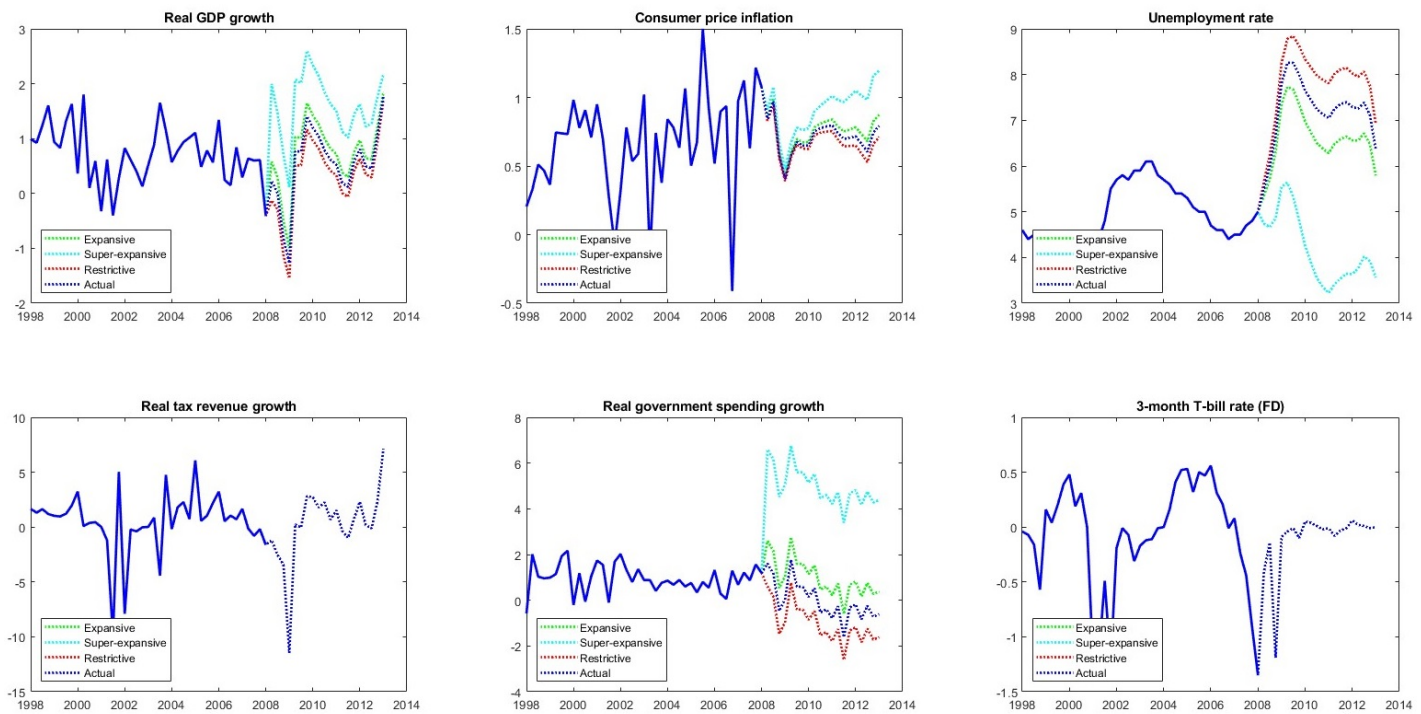 Real GDP growth
3
2
1
0
-1
-2
1998 2000 2002 2004 2006 2008 2010 2012 2014
Expansive
Super-expansive
Restrictive
Actual
Consumer price inflation
1.5
1
0.5
0
-0.5
1998 2000 2002 2004 2006 2008 2010 2012 2014
Expansive
Super-expansive
Restrictive
Actual
Unemployment rate
9
8
7
6
5
4
3
1998 2000 2002 2004 2006 2008 2010 2012 2014
Expansive
Super-expansive
Restrictive
Actual
Real tax revenue growth
10
5
0
-5
-10
-15
1998 2000 2002 2004 2006 2008 2010 2012 2014
Expansive
Super-expansive
Restrictive
Actual
Real government spending growth
8
6
4
2
0
-2
-4
1998 2000 2002 2004 2006 2008 2010 2012 2014
Expansive
Super-expansive
Restrictive
Actual
3-month T-bill rate (FD)
1
0.5
0
-0.5
-1
-1.5
1998 2000 2002 2004 2006 2008 2010 2012 2014
Expansive
Super-expansive
Restrictive
Actual